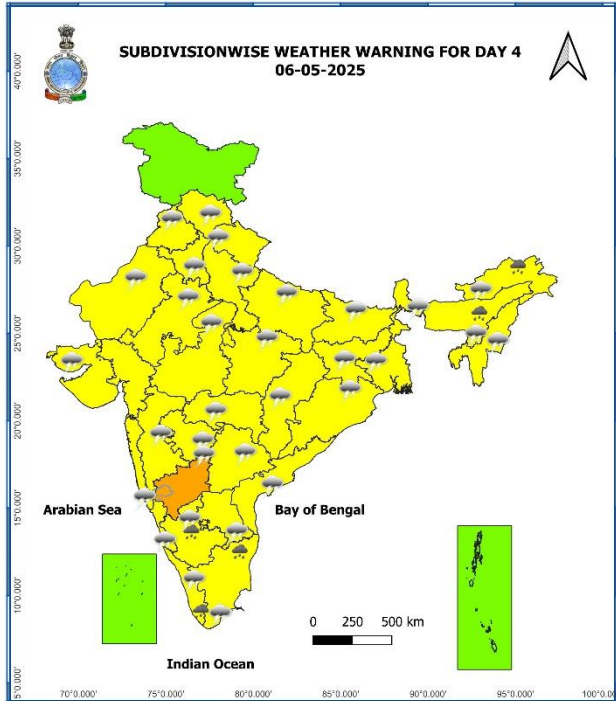 SUBDIVISIONWISE WEATHER WARNING FOR DAY 4
06-05-2025
40°0.000'
35°0.000'
30°0.000'
25°0.000'
20°0.000'
15°0.000'
10°0.000'
5°0.000'
Arabian Sea
Bay of Bengal
0 250 500 km
Indian Ocean
70°0.000' 75°0.000' 80°0.000' 85°0.000' 90°0.000' 95°0.000' 100°0.000'